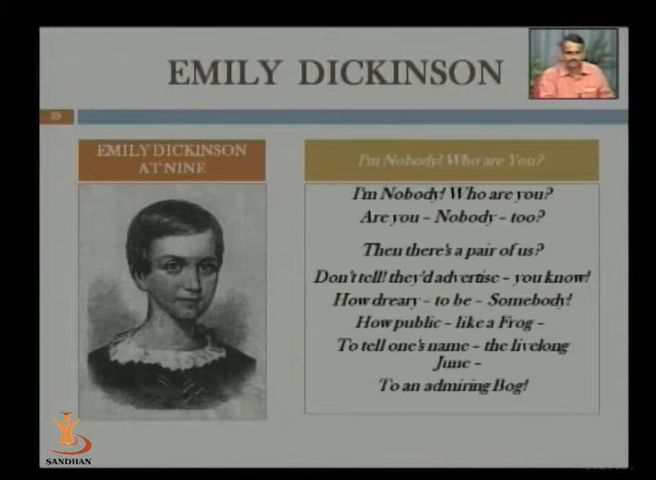 EMILY DICKINSON
EMILY DICKINSON
AT NINE
I'm Nobody! Who are You?
I'm Nobody! Who are you?
Are you – Nobody – too?
Then there's a pair of us?
Don't tell! they'd advertise – you know!
How dreary – to be – Somebody!
How public – like a Frog –
To tell one's name – the livelong
June –
To an admiring Bog!
SANDHAN